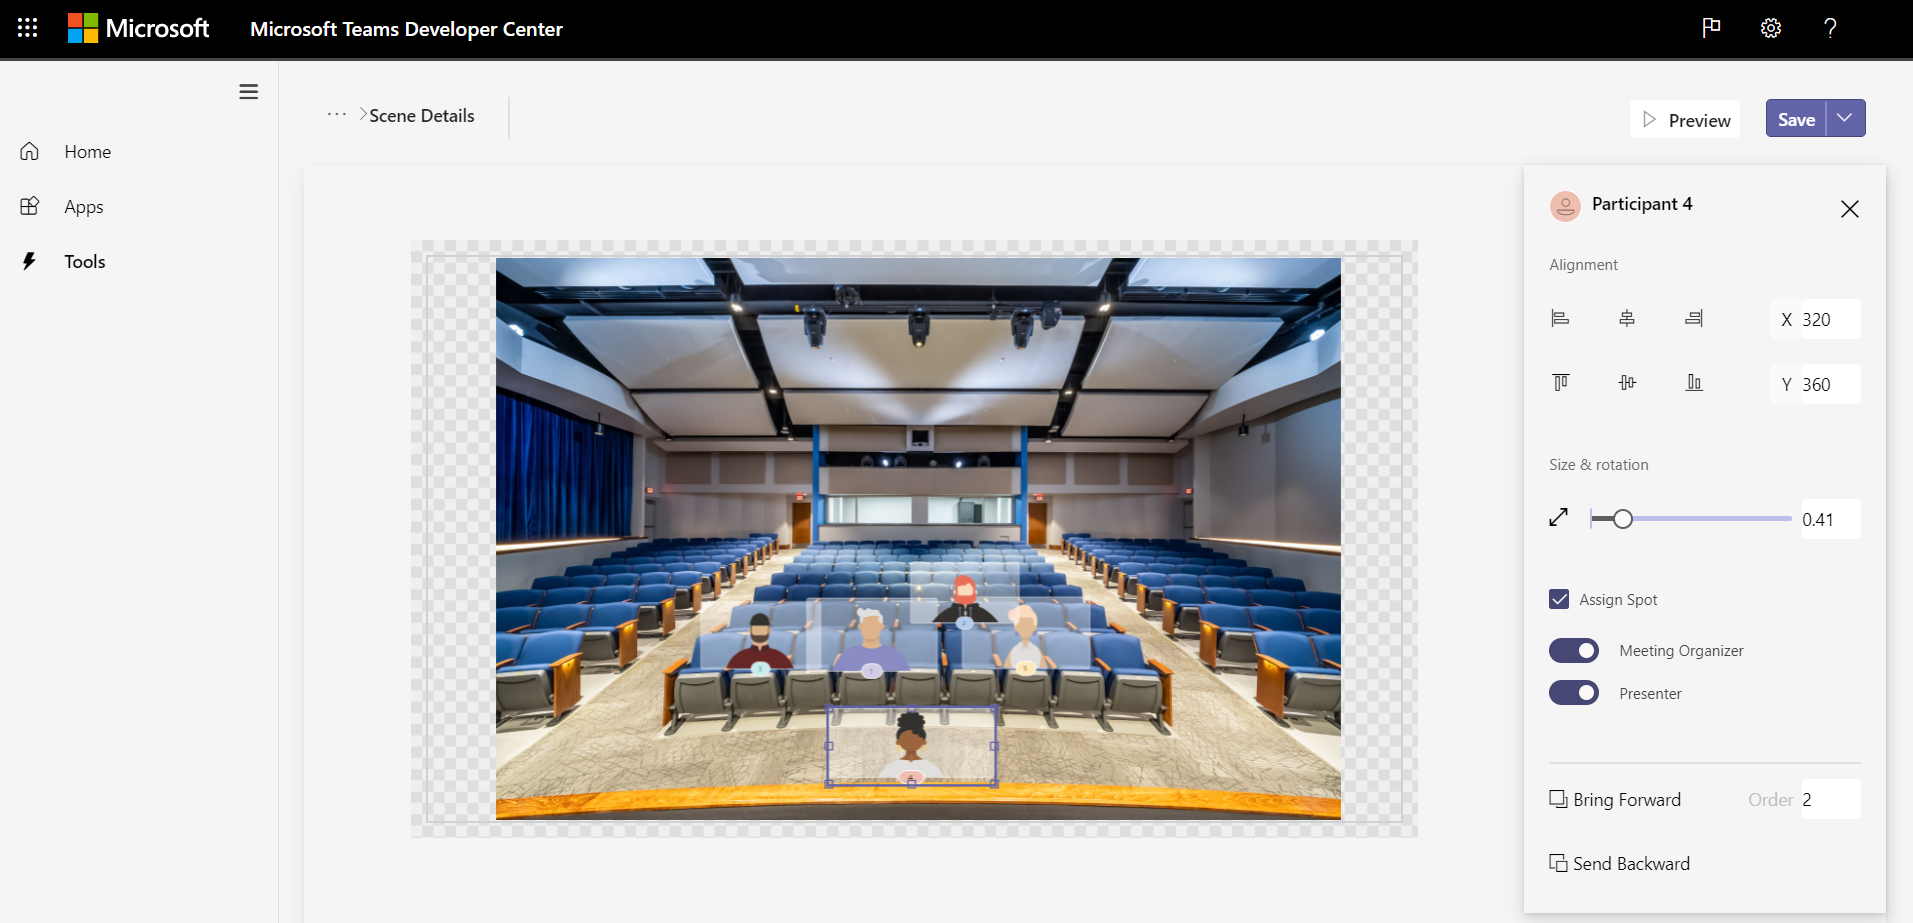 Microsoft
Microsoft Teams Developer Center
?
Home
Apps
Tools
··· > Scene Details
Preview
Save
Participant 4
Alignment
X 320
Y 360
Size & rotation
0.41
Assign Spot
Meeting Organizer
Presenter
Bring Forward
Order 2
Send Backward